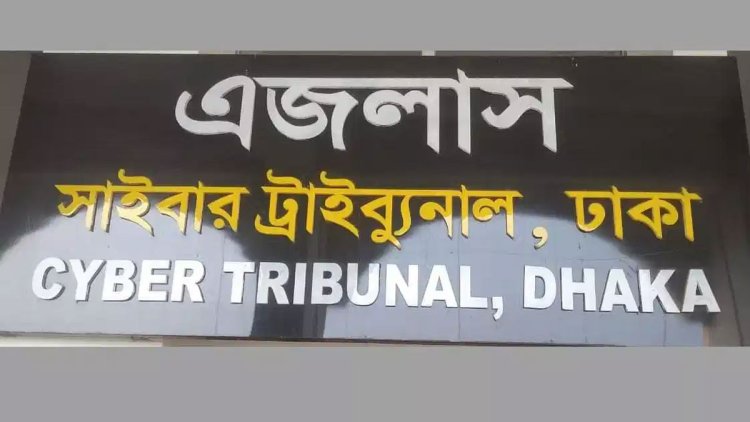 এজলাস
সাইবার ট্রাইব্যুনাল , ঢাকা
CYBER TRIBUNAL, DHAKA